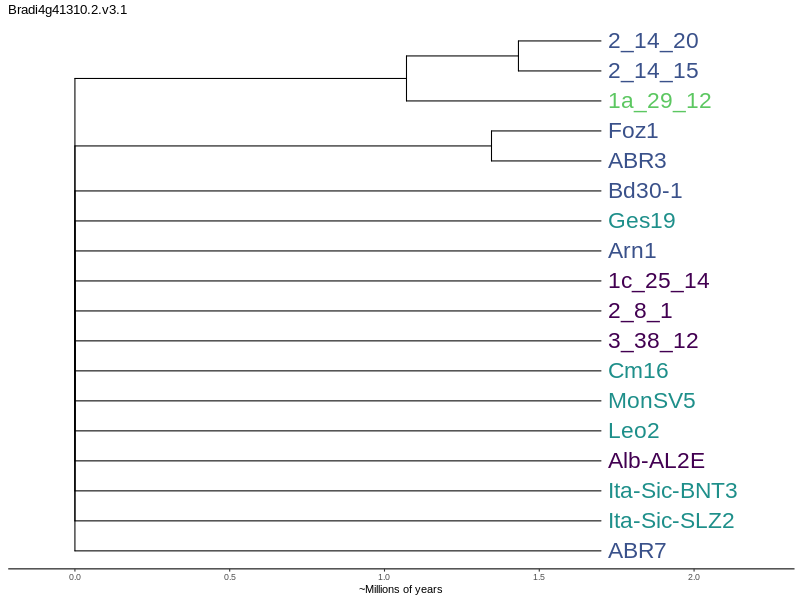 Bradi4g41310.2.v3.1
2_14_20
2_14_15
1a_29_12
Foz1
ABR3
Bd30-1
Ges19
Arn1
1c_25_14
2_8_1
3_38_12
Cm16
MonSV5
Leo2
Alb-AL2E
Ita-Sic-BNT3
Ita-Sic-SLZ2
ABR7
0.0 0.5 1.0 1.5 2.0
~Millions of years